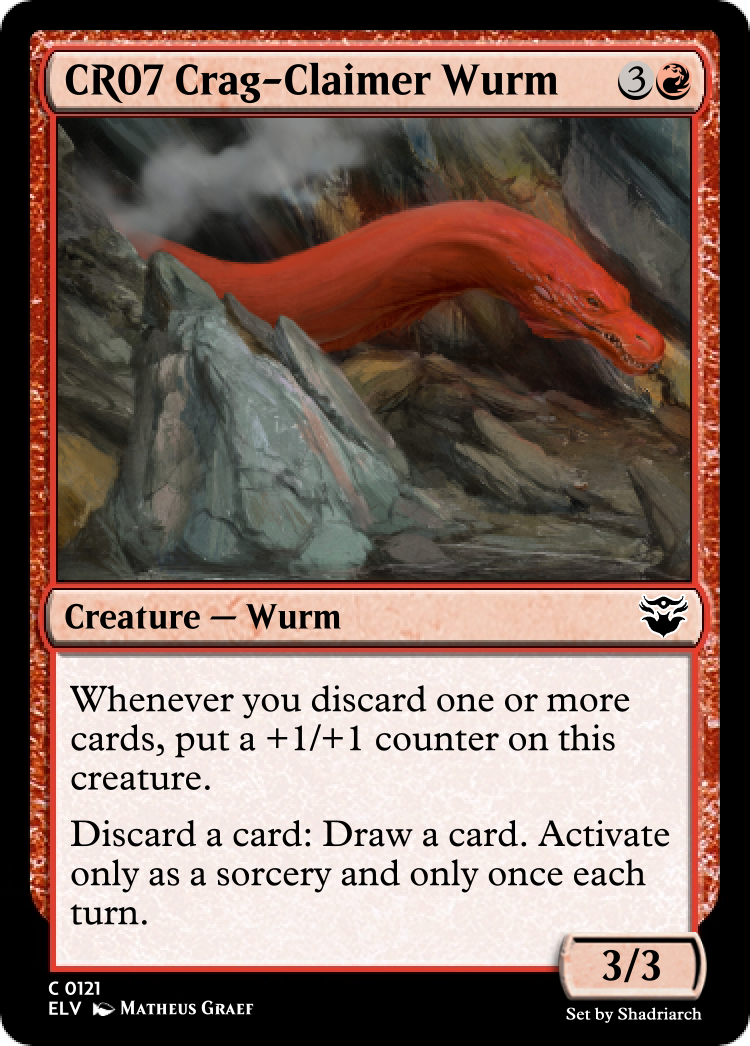 CR07 Crag-Claimer Wurm 3
Creature — Wurm
Whenever you discard one or more
cards, put a +1/+1 counter on this
creature.
Discard a card: Draw a card. Activate
only as a sorcery and only once each
turn.
3/3
C 0121
ELV Matheus Graef
Set by Shadriarch